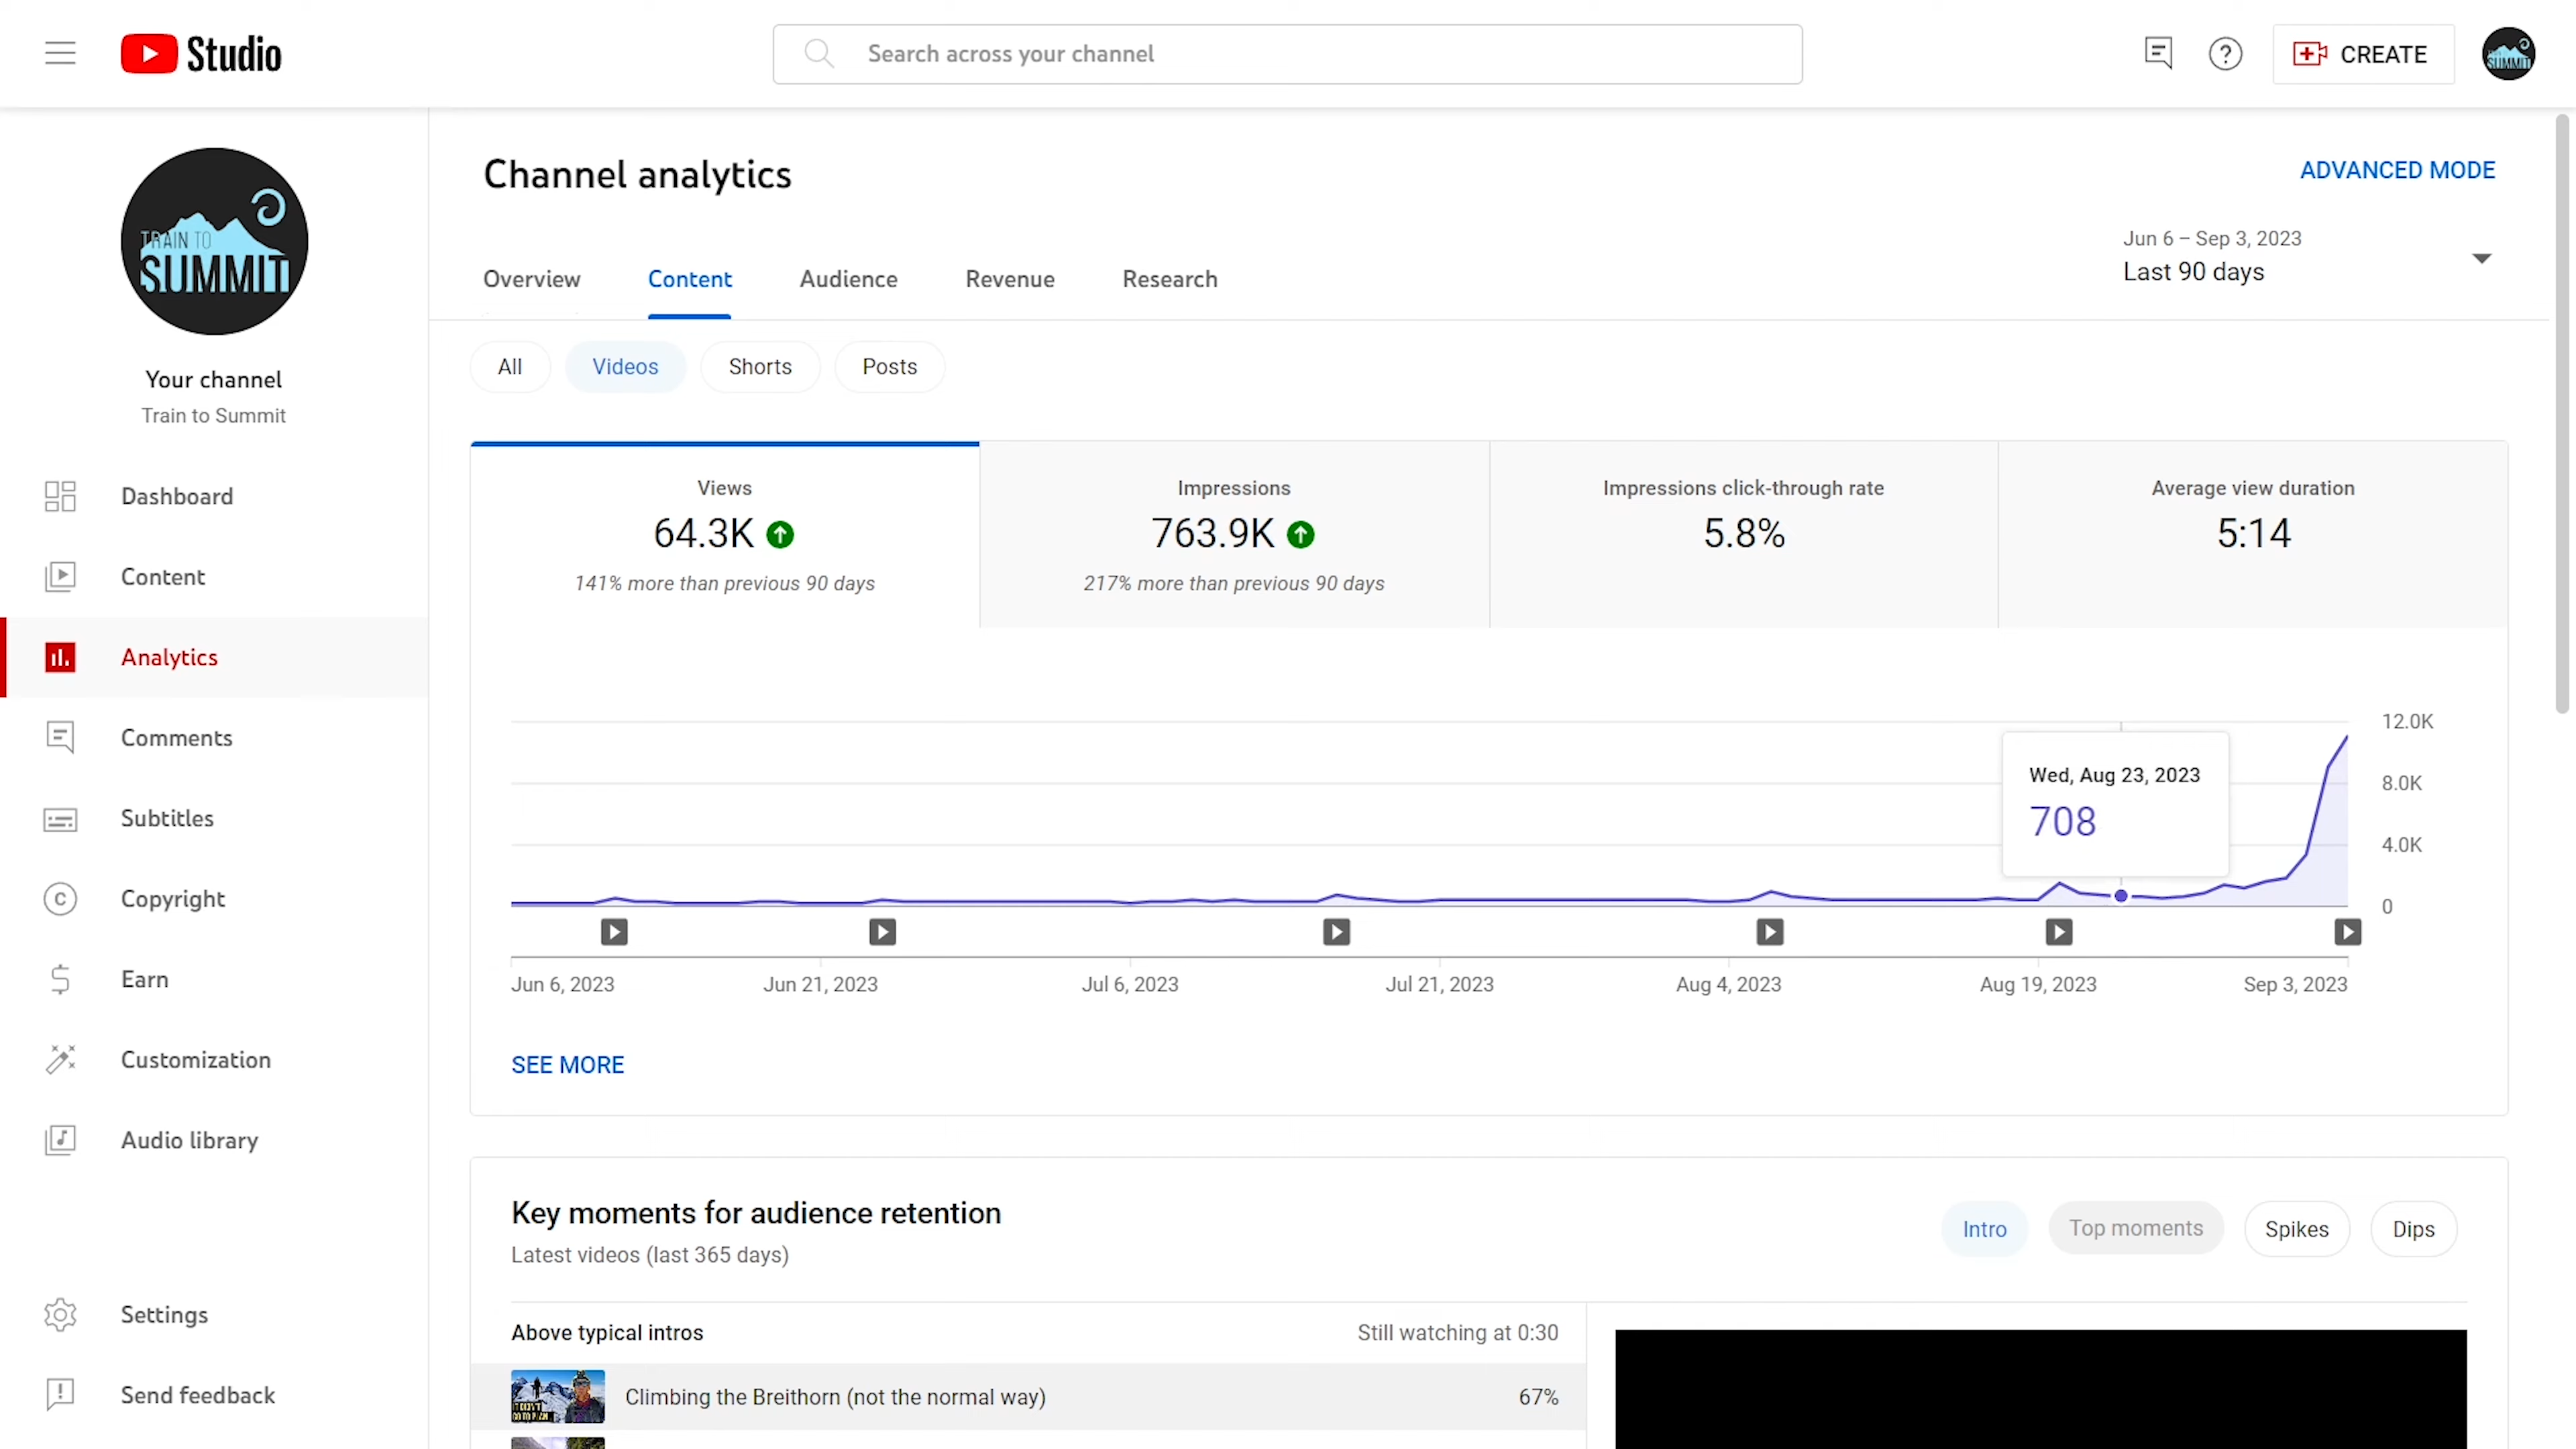 Studio
Search across your channel
CREATE
SUMMIT
TRAIN TO
SUMMIT
Your channel
Train to Summit
Dashboard
Content
Analytics
Comments
Subtitles
Copyright
Earn
Customization
Audio library
Settings
Send feedback
Channel analytics
ADVANCED MODE
Jun 6 – Sep 3, 2023
Last 90 days
Overview Content Audience Revenue Research
All Videos Shorts Posts
Views
64.3K
141% more than previous 90 days
Impressions
763.9K
217% more than previous 90 days
Impressions click-through rate
5.8%
Average view duration
5:14
12.0K
8.0K
4.0K
0
Wed, Aug 23, 2023
708
Jun 6, 2023 Jun 21, 2023 Jul 6, 2023 Jul 21, 2023 Aug 4, 2023 Aug 19, 2023 Sep 3, 2023
SEE MORE
Key moments for audience retention
Latest videos (last 365 days)
Intro Top moments Spikes Dips
Above typical intros Still watching at 0:30
IT DIDN'T
GO TO PLAN
Climbing the Breithorn (not the normal way) 67%